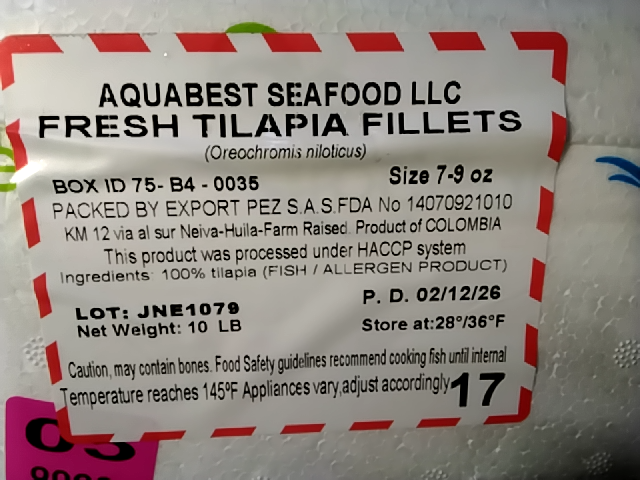 AQUABEST SEAFOOD LLC
FRESH TILAPIA FILLETS
(Oreochromis niloticus)
BOX ID 75- B4 - 0035
Size 7-9 oz
PACKED BY EXPORT PEZ S.A.S.FDA No 14070921010
KM 12 via al sur Neiva-Huila-Farm Raised. Product of COLOMBIA
This product was processed under HACCP system
Ingredients: 100% tilapia (FISH / ALLERGEN PRODUCT)
LOT: JNE1079
P. D. 02/12/26
Net Weight: 10 LB
Store at:28°/36°F
Caution, may contain bones. Food Safety guidelines recommend cooking fish until internal
Temperature reaches 145ºF Appliances vary,adjust accordingly
17